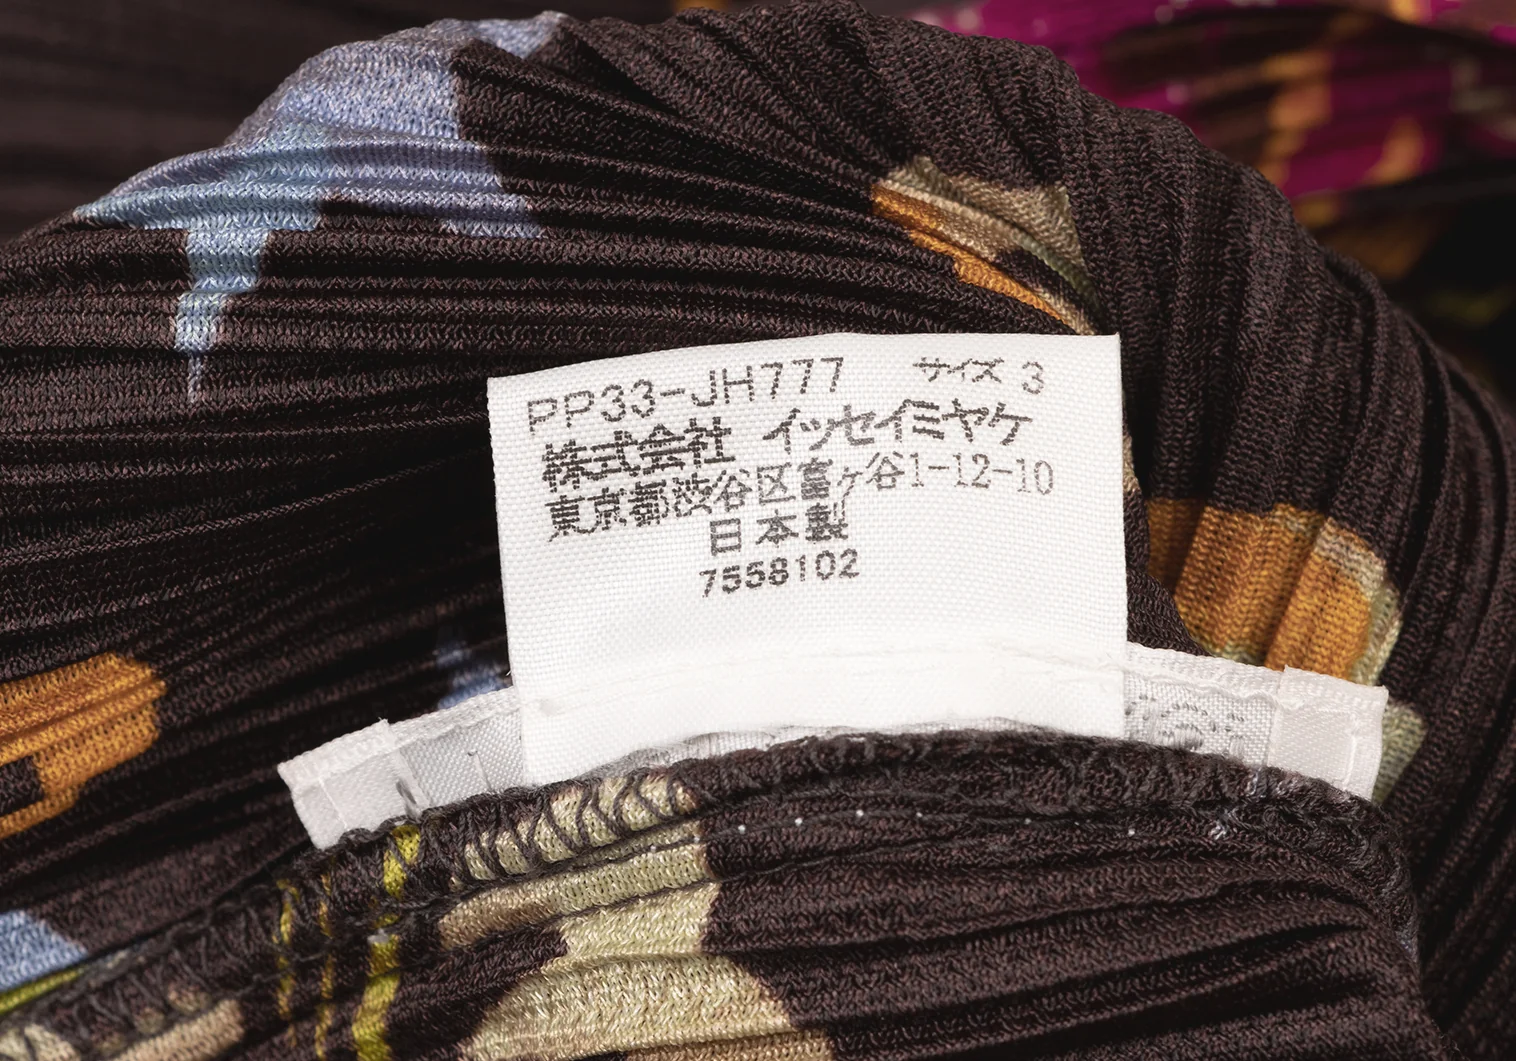 PP33-JH777 サイズ 3
株式会社 イッセイミヤケ
東京都渋谷区富ヶ谷1-12-10
日本製
7558102